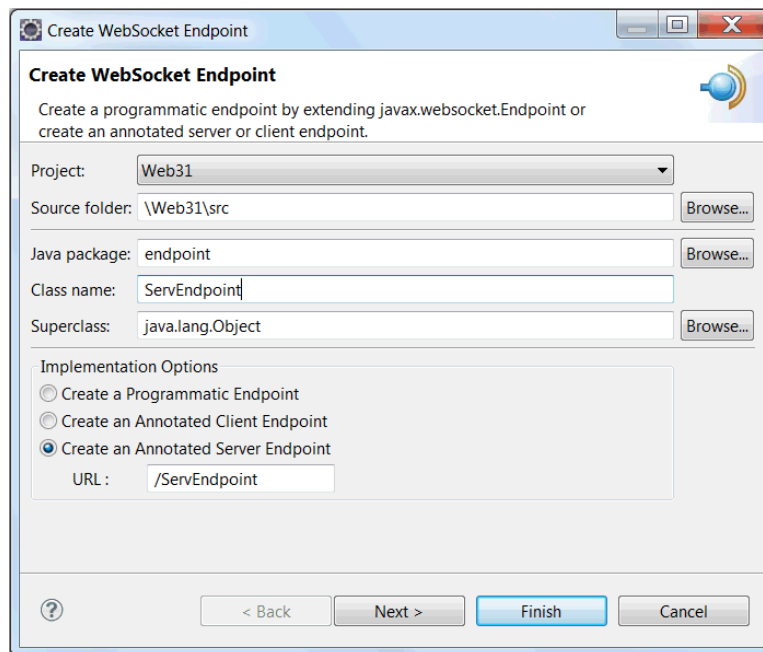 Create WebSocket Endpoint
Create WebSocket Endpoint
Create a programmatic endpoint by extending javax.websocket.Endpoint or
create an annotated server or client endpoint.
Project: Web31
Source folder: \Web31\src Browse...
Java package: endpoint Browse...
Class name: ServEndpoint
Superclass: java.lang.Object Browse...
Implementation Options
Create a Programmatic Endpoint
Create an Annotated Client Endpoint
Create an Annotated Server Endpoint
URL : /ServEndpoint
? < Back Next > Finish Cancel